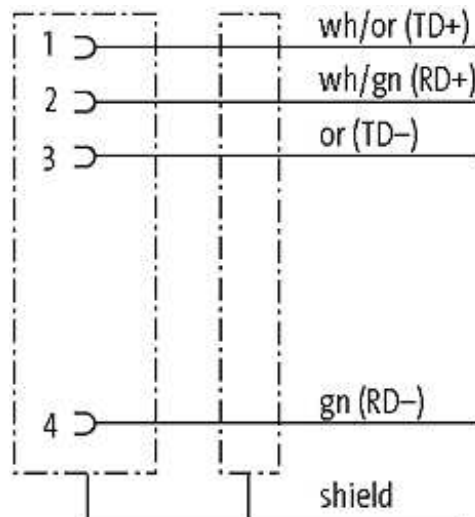 1 wh/or (TD+)
2 wh/gn (RD+)
3 or (TD–)
4 gn (RD–)
shield